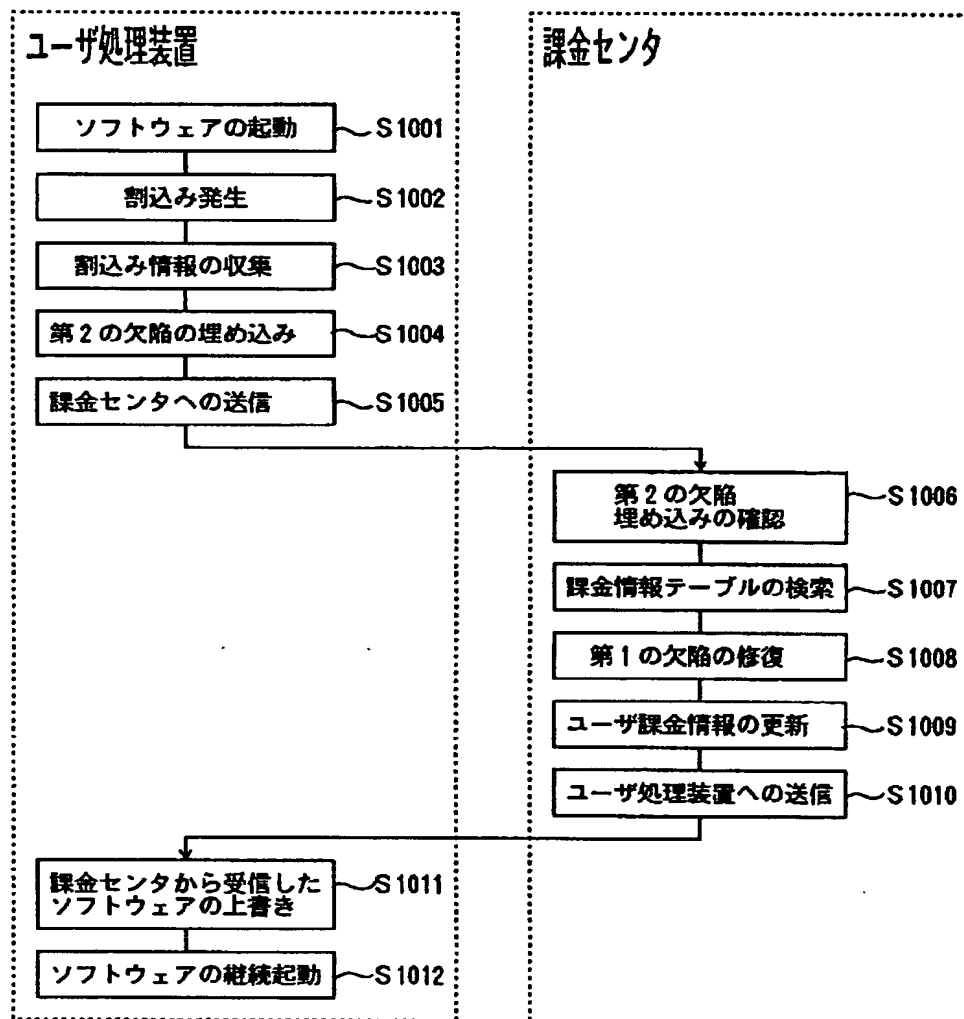 ユーザ処理装置
ソフトウェアの起動
S1001
割込み発生
S1002
割込み情報の収集
S1003
第2の欠陥の埋め込み
S1004
課金センタへの送信
S1005
課金センタ
第2の欠陥
埋め込みの確認
S1006
課金情報テーブルの検索
S1007
第1の欠陥の修復
S1008
ユーザ課金情報の更新
S1009
ユーザ処理装置への送信
S1010
課金センタから受信した
ソフトウェアの上書き
S1011
ソフトウェアの継続起動
S1012